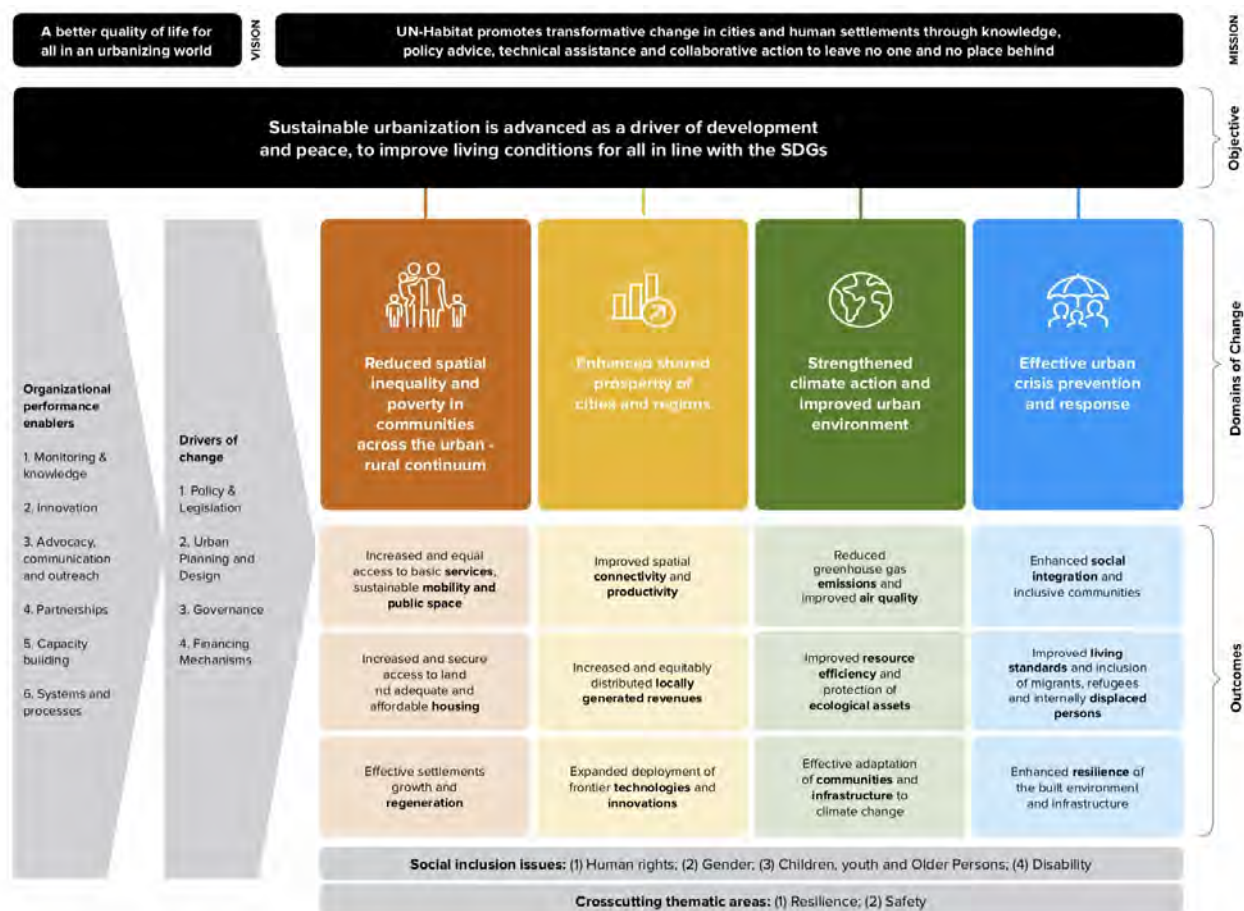 A better quality of life for
all in an urbanizing world
VISION
UN-Habitat promotes transformative change in cities and human settlements through knowledge,
policy advice, technical assistance and collaborative action to leave no one and no place behind
MISSION
Sustainable urbanization is advanced as a driver of development
and peace, to improve living conditions for all in line with the SDGs
Objective
Organizational
performance
enablers
1. Monitoring &
knowledge
2. Innovation
3. Advocacy,
communication
and outreach
4. Partnerships
5. Capacity
building
6. Systems and
processes
Drivers of
change
1. Policy &
Legislation
2. Urban
Planning and
Design
3. Governance
4. Financing
Mechanisms
Reduced spatial
inequality and
poverty in
communities
across the urban -
rural continuum
Enhanced shared
prosperity of
cities and regions
Strengthened
climate action and
improved urban
environment
Effective urban
crisis prevention
and response
Domains of Change
Increased and equal
access to basic services,
sustainable mobility and
public space
Improved spatial
connectivity and
productivity
Reduced
greenhouse gas
emissions and
improved air quality
Enhanced social
integration and
inclusive communities
Increased and secure
access to land
nd adequate and
affordable housing
Increased and equitably
distributed locally
generated revenues
Improved resource
efficiency and
protection of
ecological assets
Improved living
standards and inclusion
of migrants, refugees
and internally displaced
persons
Effective settlements
growth and
regeneration
Expanded deployment of
frontier technologies and
innovations
Effective adaptation
of communities and
infrastructure to
climate change
Enhanced resilience of
the built environment
and infrastructure
Outcomes
Social inclusion issues: (1) Human rights; (2) Gender; (3) Children, youth and Older Persons; (4) Disability
Crosscutting thematic areas: (1) Resilience; (2) Safety